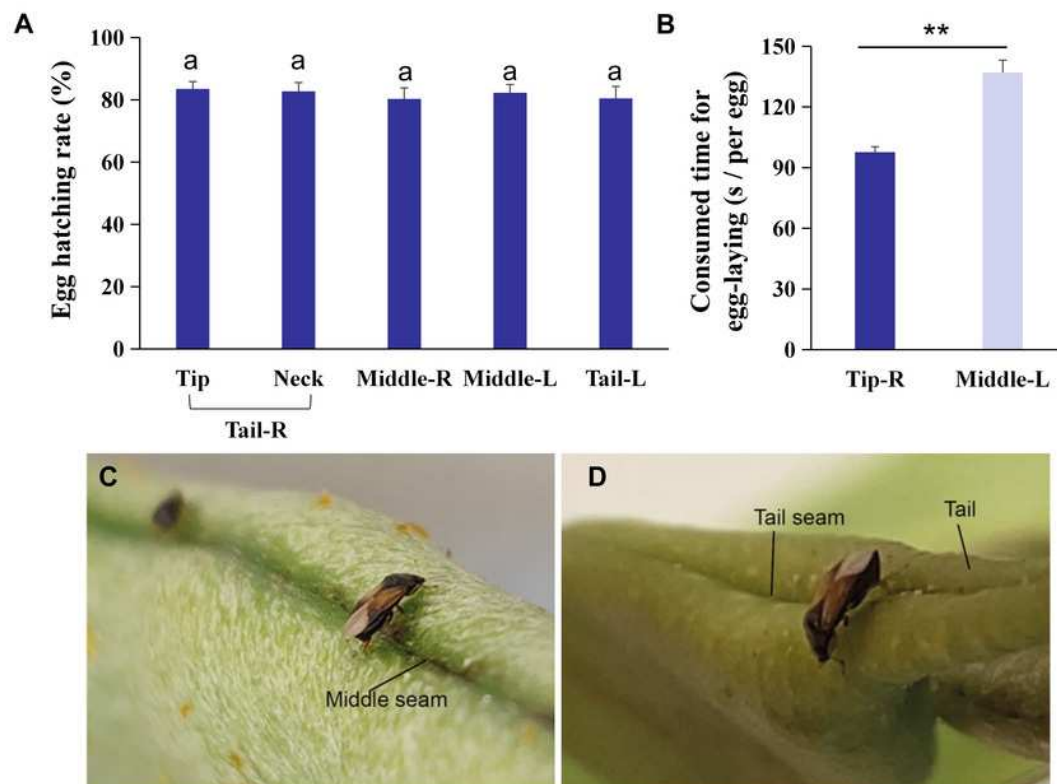 A
Egg hatching rate (%)
100
80
60
40
20
0
a
a
a
a
a
Tip
Neck
Middle-R
Middle-L
Tail-L
Tail-R
B
**
Consumed time for
egg-laying (s / per egg)
150
120
90
60
30
0
Tip-R
Middle-L
C
Middle seam
D
Tail seam
Tail